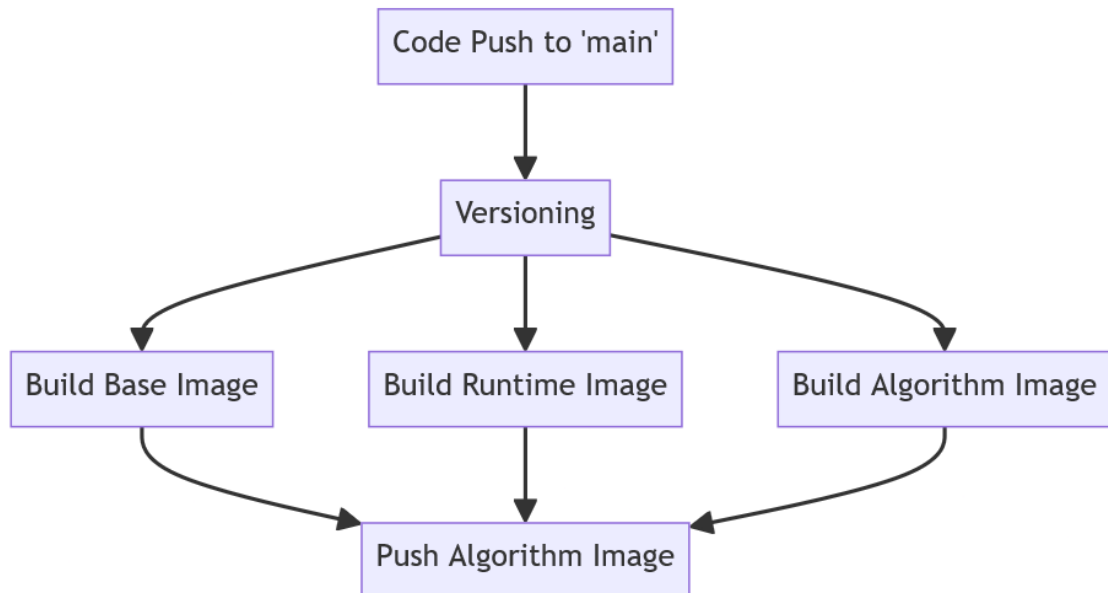 Code Push to 'main'
Versioning
Build Base Image
Build Runtime Image
Build Algorithm Image
Push Algorithm Image